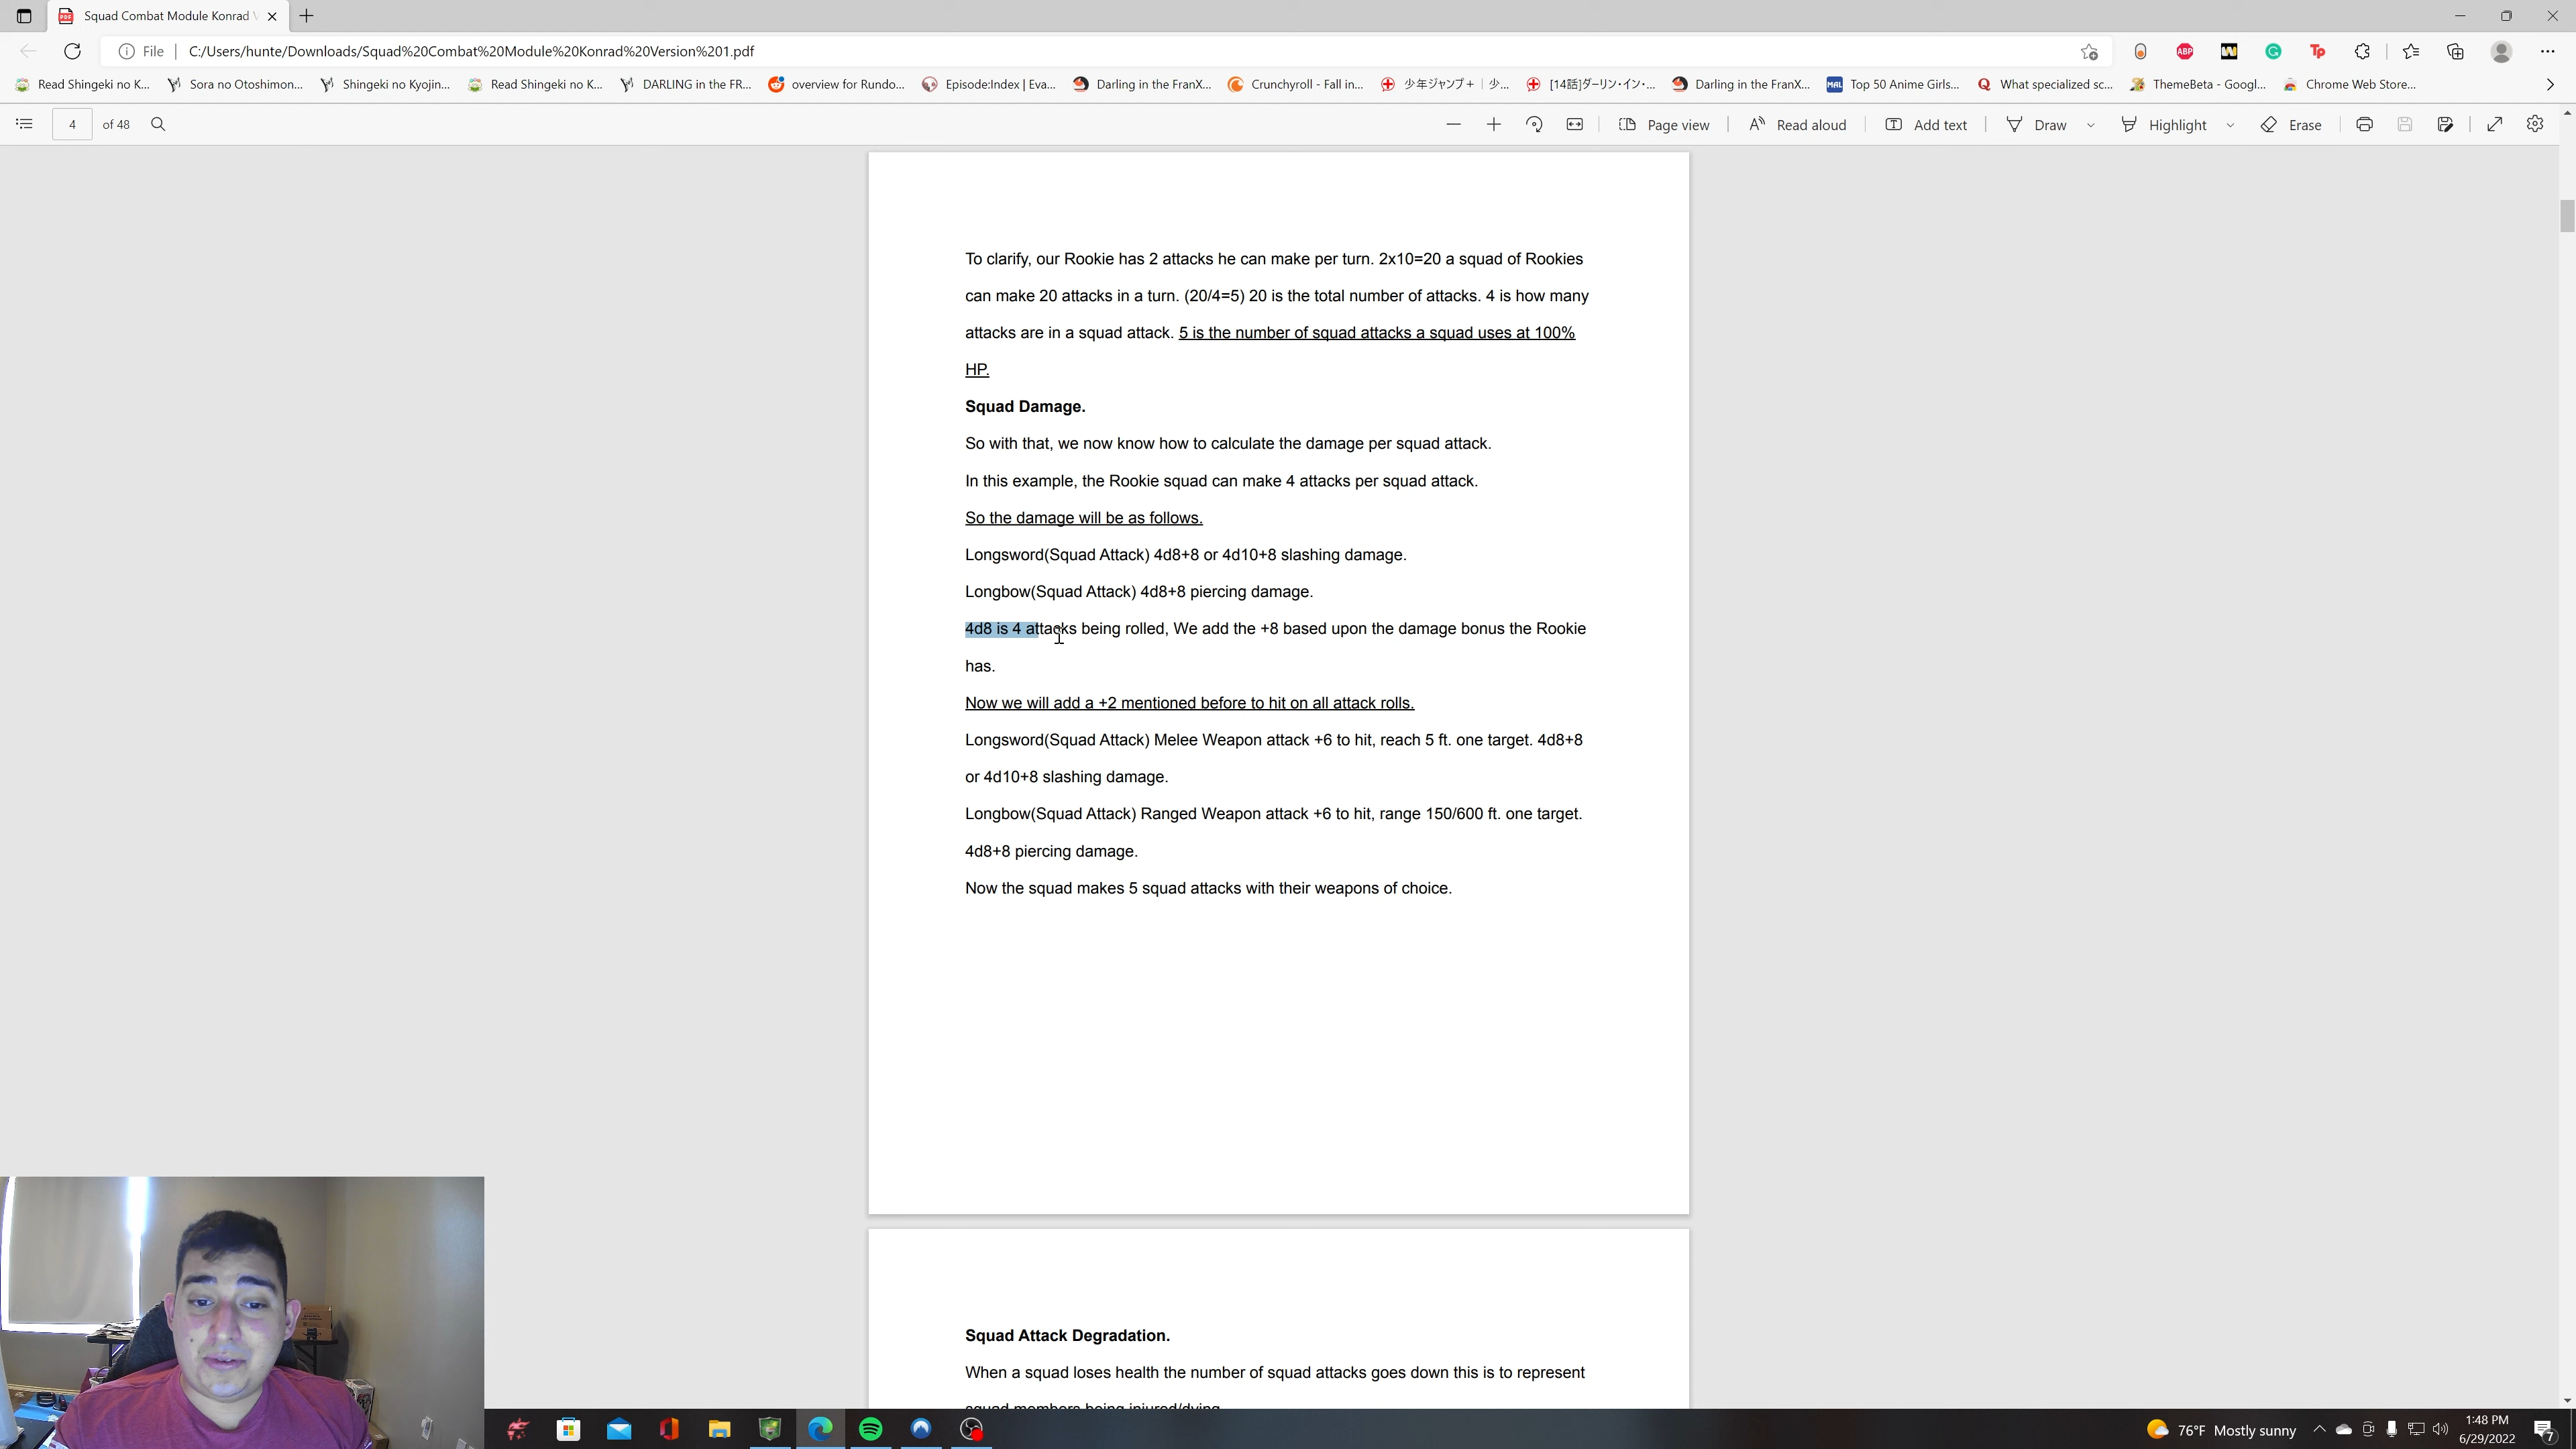 Squad Combat Module Konrad V
File
C:/Users/hunte/Downloads/Squad%20Combat%20Module%20Konrad%20Version%201.pdf
ABP
Read Shingeki no K...
Sora no Otoshimon...
Shingeki no Kyojin...
Read Shingeki no K...
DARLING in the FR...
overview for Rundo...
Episode:Index | Eva...
Darling in the FranX...
Crunchyroll - Fall in...
少年ジャンプ+ | 少...
[14話]ダーリン・イン・...
Darling in the FranX...
MAL Top 50 Anime Girls...
What specialized sc...
ThemeBeta - Googl...
Chrome Web Store...
4 of 48
Page view
Read aloud
Add text
Draw
Highlight
Erase
To clarify, our Rookie has 2 attacks he can make per turn. 2x10=20 a squad of Rookies
can make 20 attacks in a turn. (20/4=5) 20 is the total number of attacks. 4 is how many
attacks are in a squad attack. 5 is the number of squad attacks a squad uses at 100%
HP.
Squad Damage.
So with that, we now know how to calculate the damage per squad attack.
In this example, the Rookie squad can make 4 attacks per squad attack.
So the damage will be as follows.
Longsword(Squad Attack) 4d8+8 or 4d10+8 slashing damage.
Longbow(Squad Attack) 4d8+8 piercing damage.
4d8 is 4 attacks being rolled, We add the +8 based upon the damage bonus the Rookie
has.
Now we will add a +2 mentioned before to hit on all attack rolls.
Longsword(Squad Attack) Melee Weapon attack +6 to hit, reach 5 ft. one target. 4d8+8
or 4d10+8 slashing damage.
Longbow(Squad Attack) Ranged Weapon attack +6 to hit, range 150/600 ft. one target.
4d8+8 piercing damage.
Now the squad makes 5 squad attacks with their weapons of choice.
Squad Attack Degradation.
When a squad loses health the number of squad attacks goes down this is to represent
squad members being injured/dying
76°F Mostly sunny
1:48 PM
6/29/2022
7